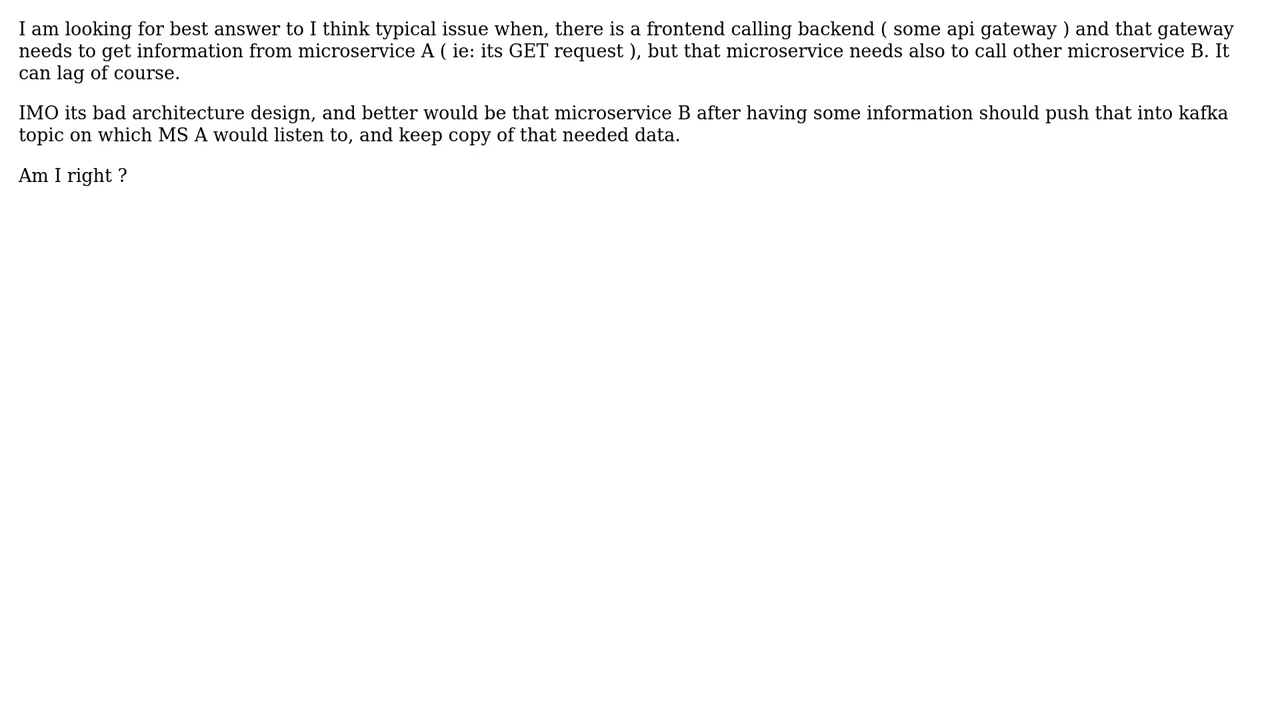 I am looking for best answer to I think typical issue when, there is a frontend calling backend ( some api gateway ) and that gateway
needs to get information from microservice A ( ie: its GET request ), but that microservice needs also to call other microservice B. It
can lag of course.
IMO its bad architecture design, and better would be that microservice B after having some information should push that into kafka
topic on which MS A would listen to, and keep copy of that needed data.
Am I right ?